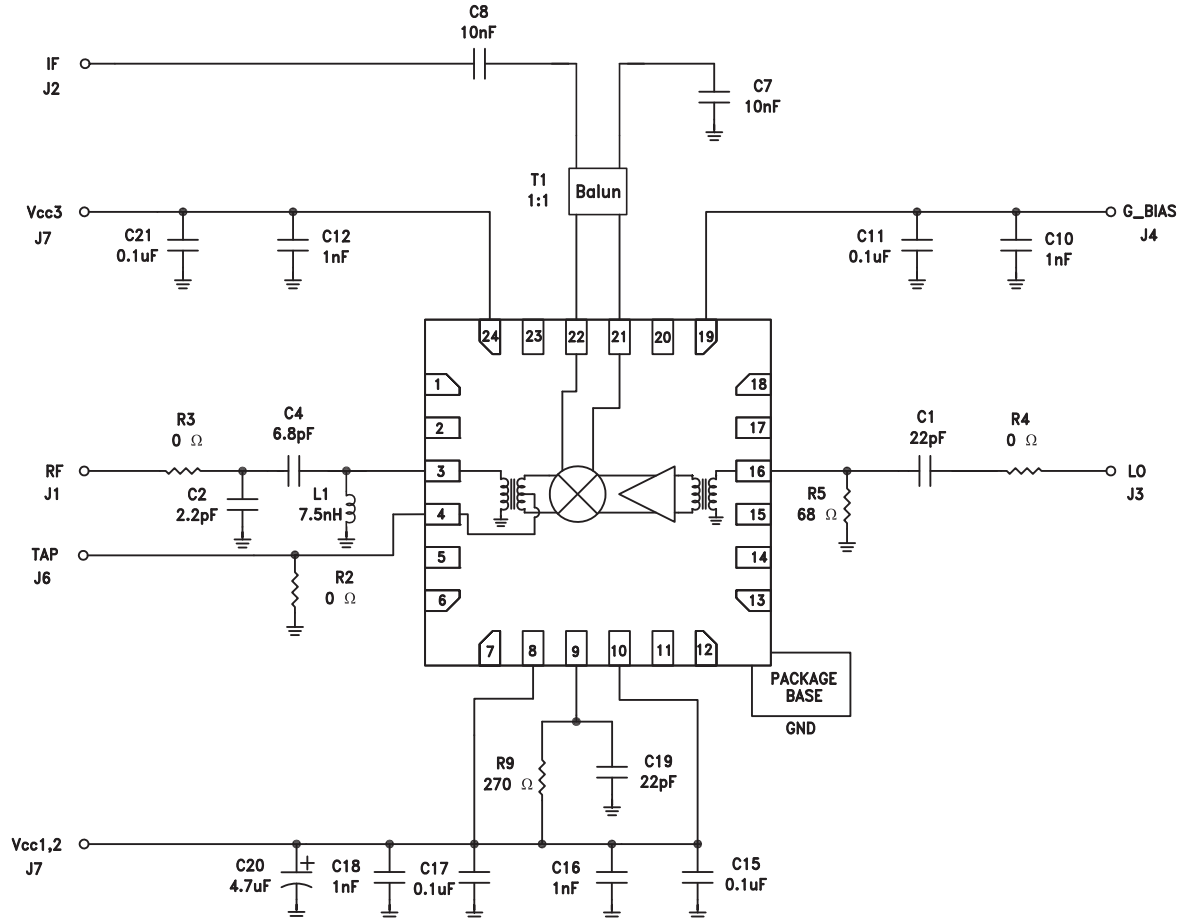 C8
10nF
IF
J2
C7
10nF
T1
1:1
Balun
Vcc3
J7
C21
0.1uF
C12
1nF
C11
0.1uF
C10
1nF
G_BIAS
J4
24
23
22
21
20
19
1
2
3
4
5
6
18
17
16
15
14
13
7
8
9
10
11
12
R3
0 Ω
C4
6.8pF
RF
J1
C2
2.2pF
L1
7.5nH
TAP
J6
R2
0 Ω
C1
22pF
R4
0 Ω
R5
68 Ω
LO
J3
PACKAGE
BASE
GND
R9
270 Ω
C19
22pF
Vcc1,2
J7
C20
4.7uF
+
C18
1nF
C17
0.1uF
C16
1nF
C15
0.1uF